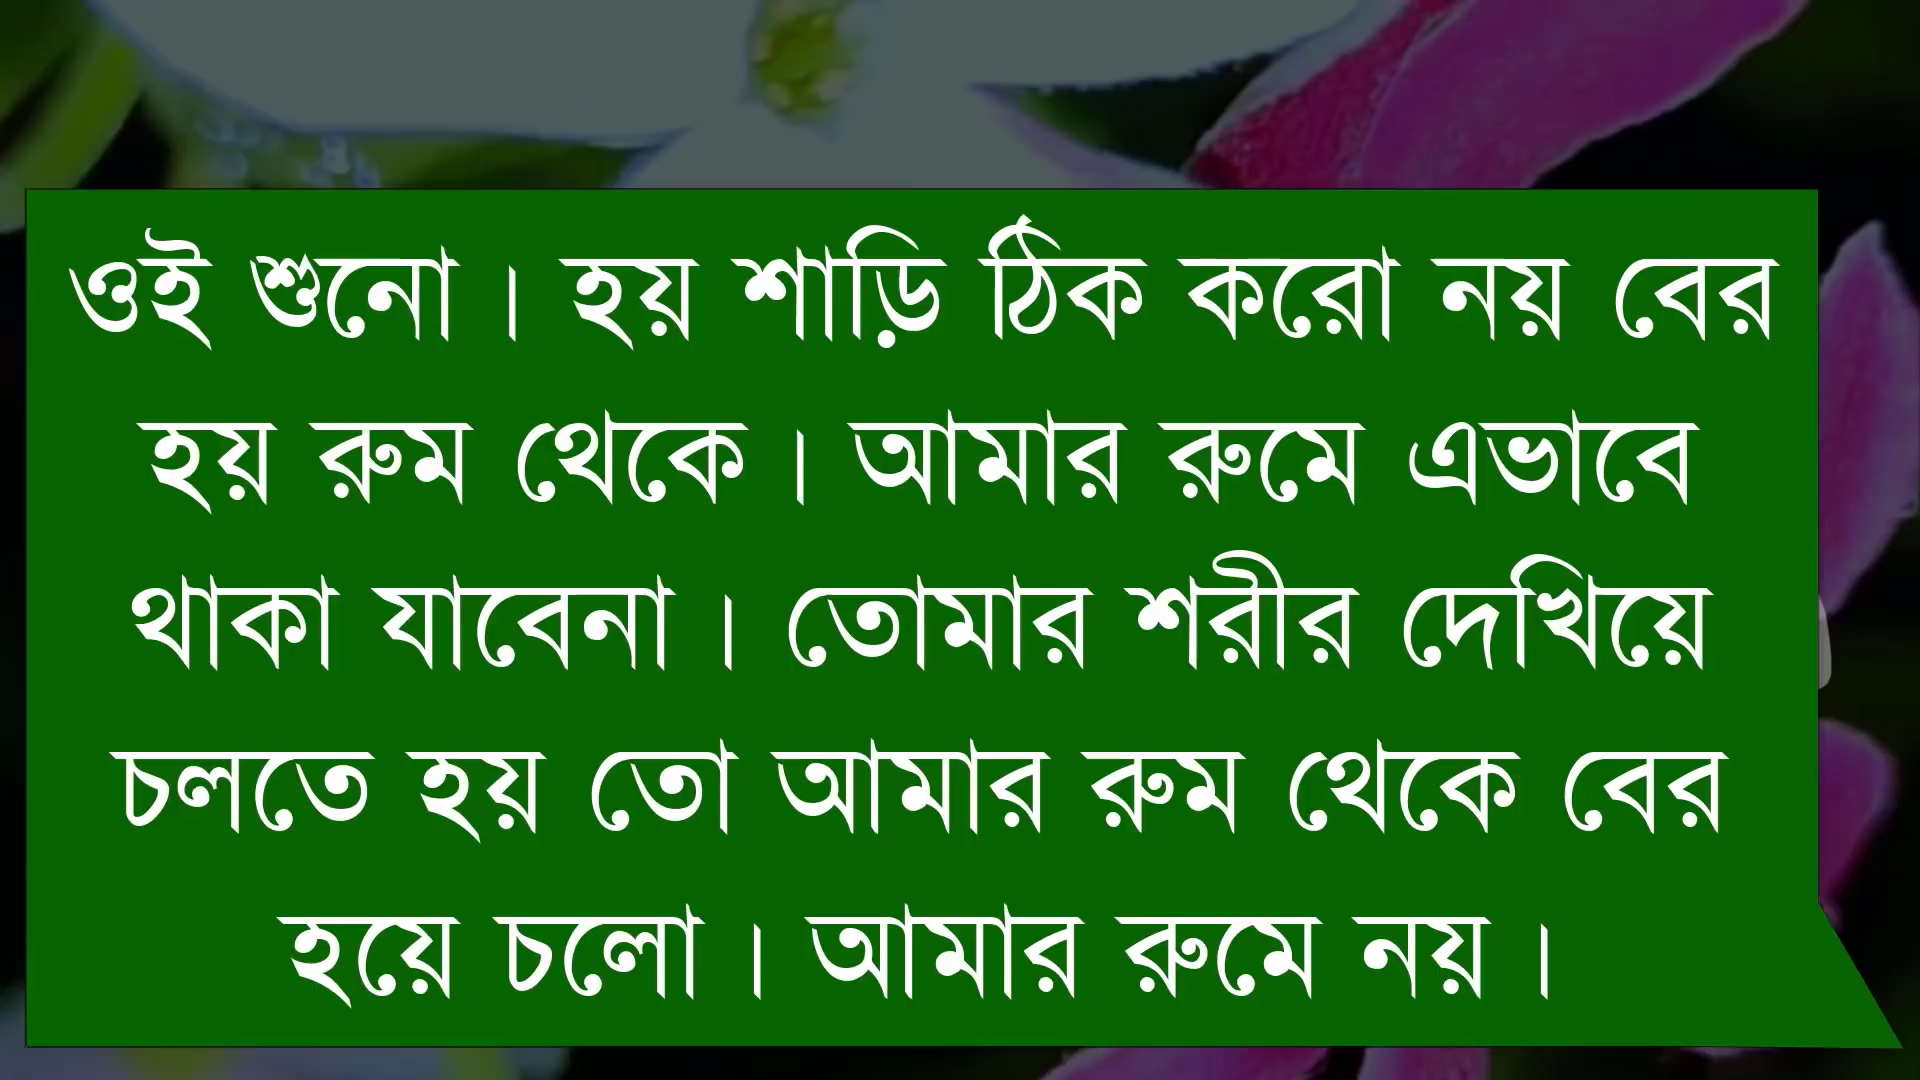 ওই শুনো। হয় শাড়ি ঠিক করো নয় বের
হয় রুম থেকে। আমার রুমে এভাবে
থাকা যাবেনা। তোমার শরীর দেখিয়ে
চলতে হয় তো আমার রুম থেকে বের
হয়ে চলো। আমার রুমে নয়।